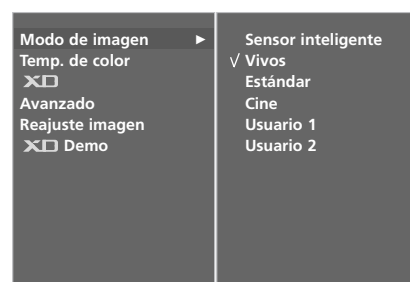 Modo de imagen ►
Temp. de color
XD
Avanzado
Reajuste imagen
XD Demo
Sensor inteligente
√ Vivos
Estándar
Cine
Usuario 1
Usuario 2